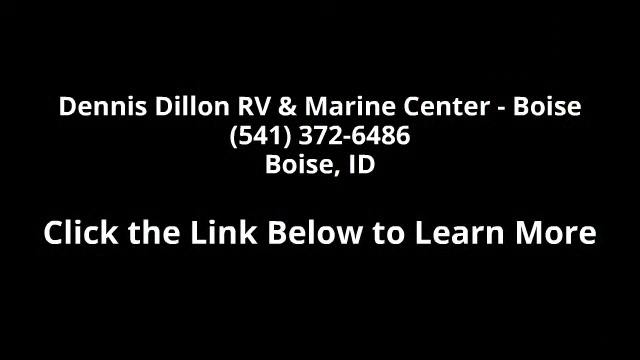 Dennis Dillon RV & Marine Center - Boise
(541) 372-6486
Boise, ID
Click the Link Below to Learn More